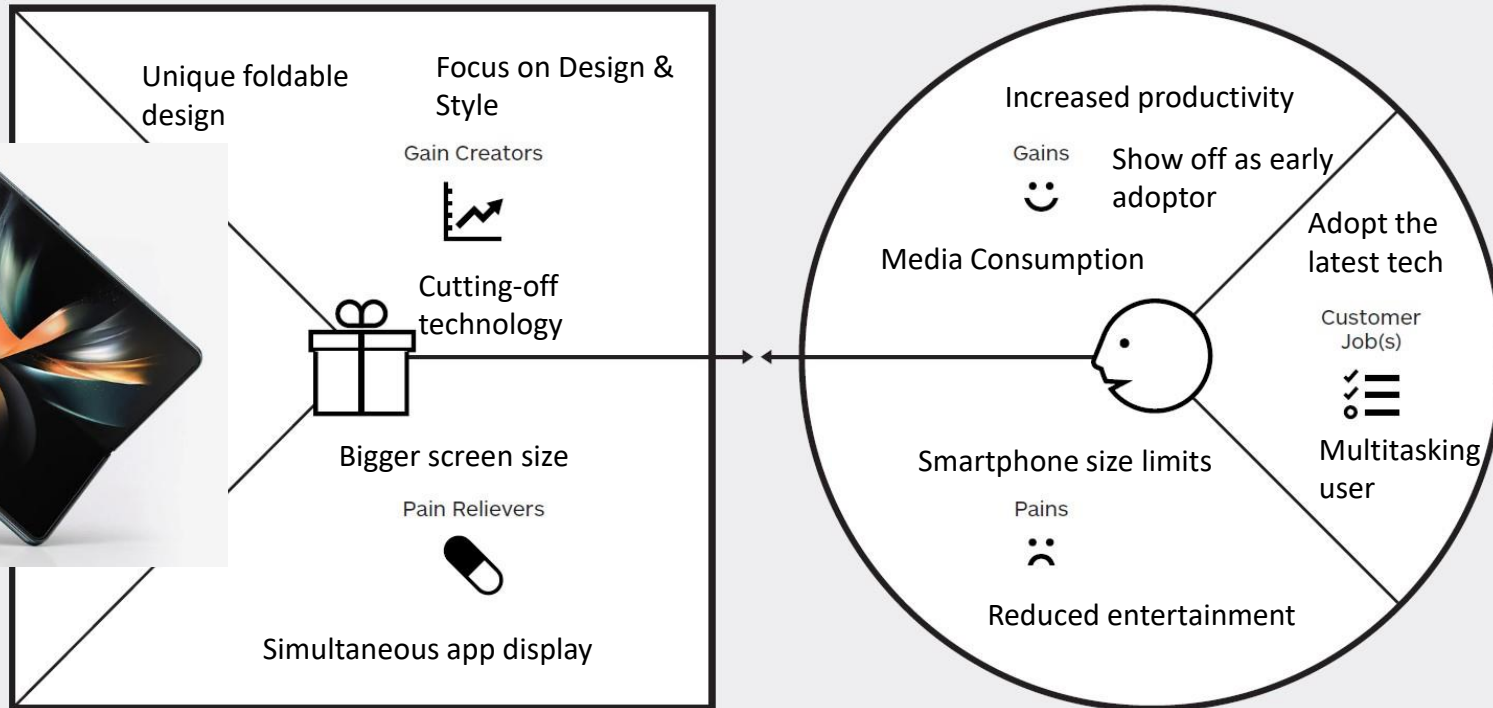 Unique foldable
design
Focus on Design &
Style
Gain Creators
Cutting-off
technology
Bigger screen size
Pain Relievers
Simultaneous app display
Increased productivity
Gains
Show off as early
adoptor
Media Consumption
Adopt the
latest tech
Customer
Job(s)
Multitasking
user
Smartphone size limits
Pains
Reduced entertainment